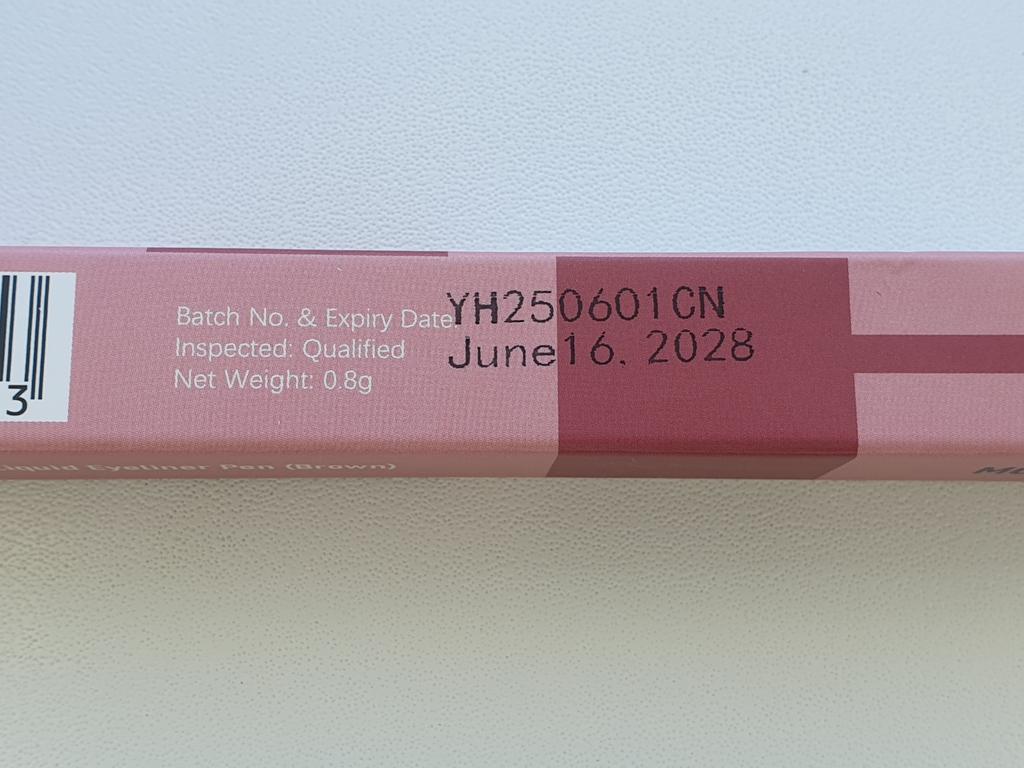 Batch No. & Expiry Date YH250601CN
Inspected: Qualified June16. 2028
Net Weight: 0.8g
3
Liquid Eyeliner Pen (Brown)